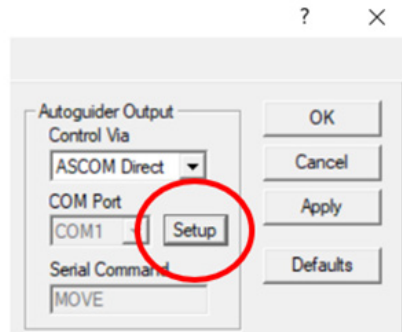 ?
Autoguider Output
Control Via
ASCOM Direct
COM Port
COM1
Setup
Serial Command
MOVE
OK
Cancel
Apply
Defaults